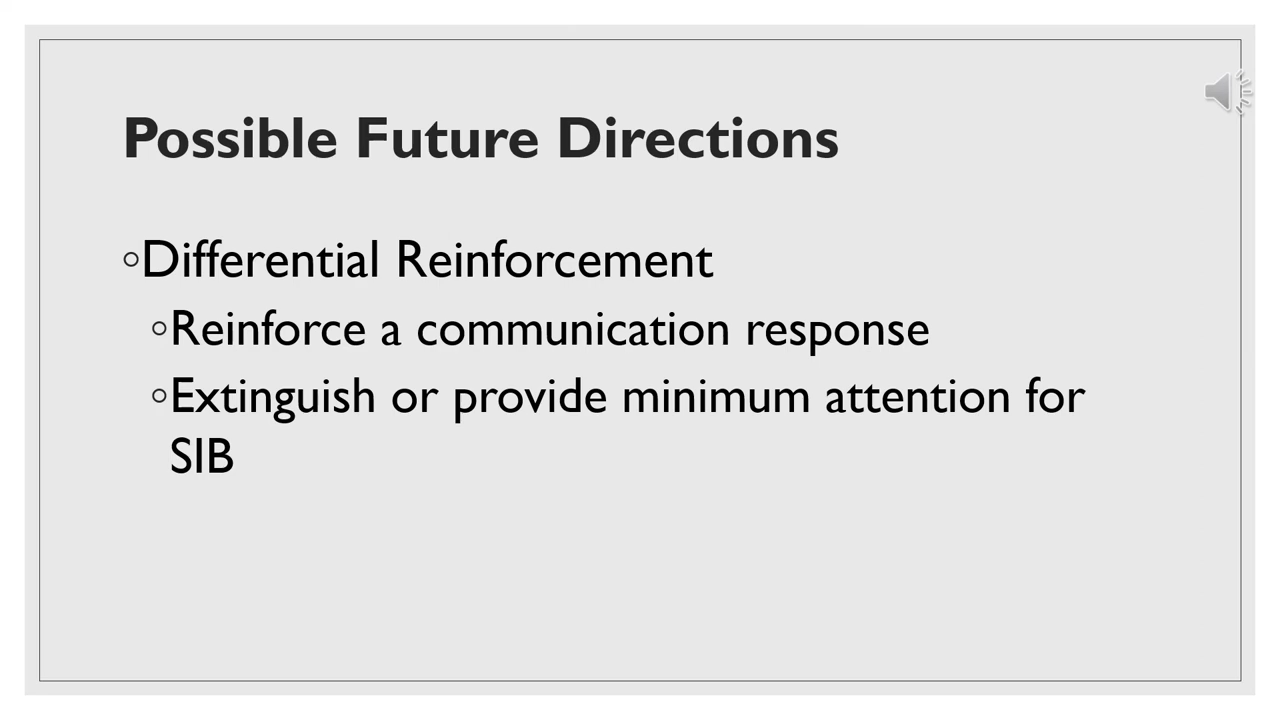 Possible Future Directions
◦Differential Reinforcement
◦Reinforce a communication response
◦Extinguish or provide minimum attention for
SIB